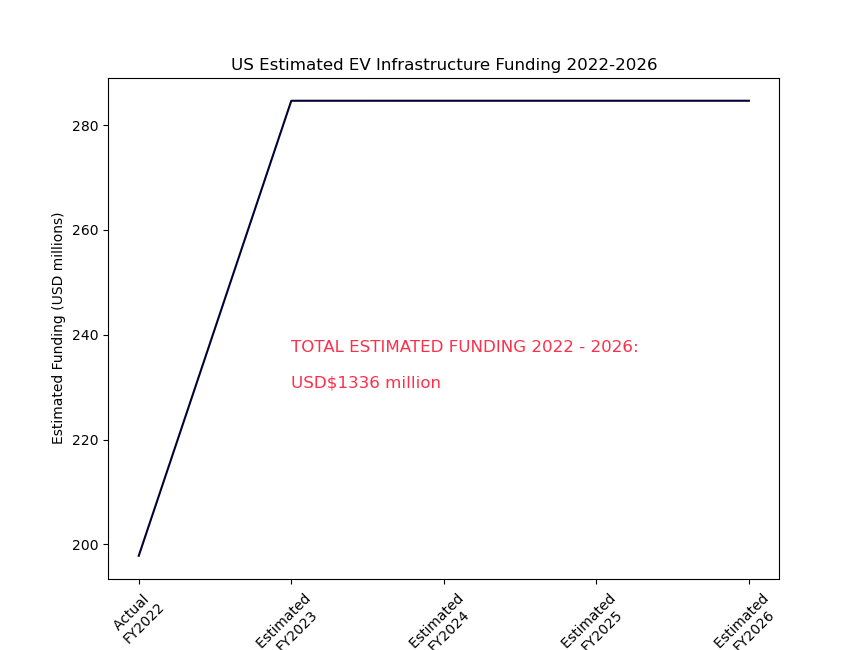 US Estimated EV Infrastructure Funding 2022-2026
Estimated Funding (USD millions)
280
260
240
220
200
TOTAL ESTIMATED FUNDING 2022 - 2026:
USD$1336 million
Actual
FY2022
Estimated
FY2023
Estimated
FY2024
Estimated
FY2025
Estimated
FY2026